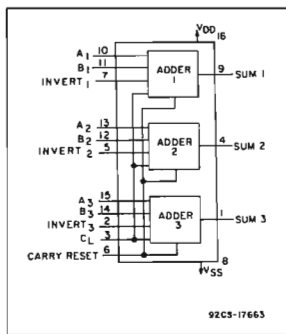 VDD 16
A1 10
B1 11
INVERT1 7
ADDER 1
9 SUM 1
A2 13
B2 12
INVERT 2 5
ADDER 2
4 SUM 2
A3 15
B3 14
INVERT3 2
CL 3
CARRY RESET 6
ADDER 3
1 SUM 3
8
VSS
92CS-17663